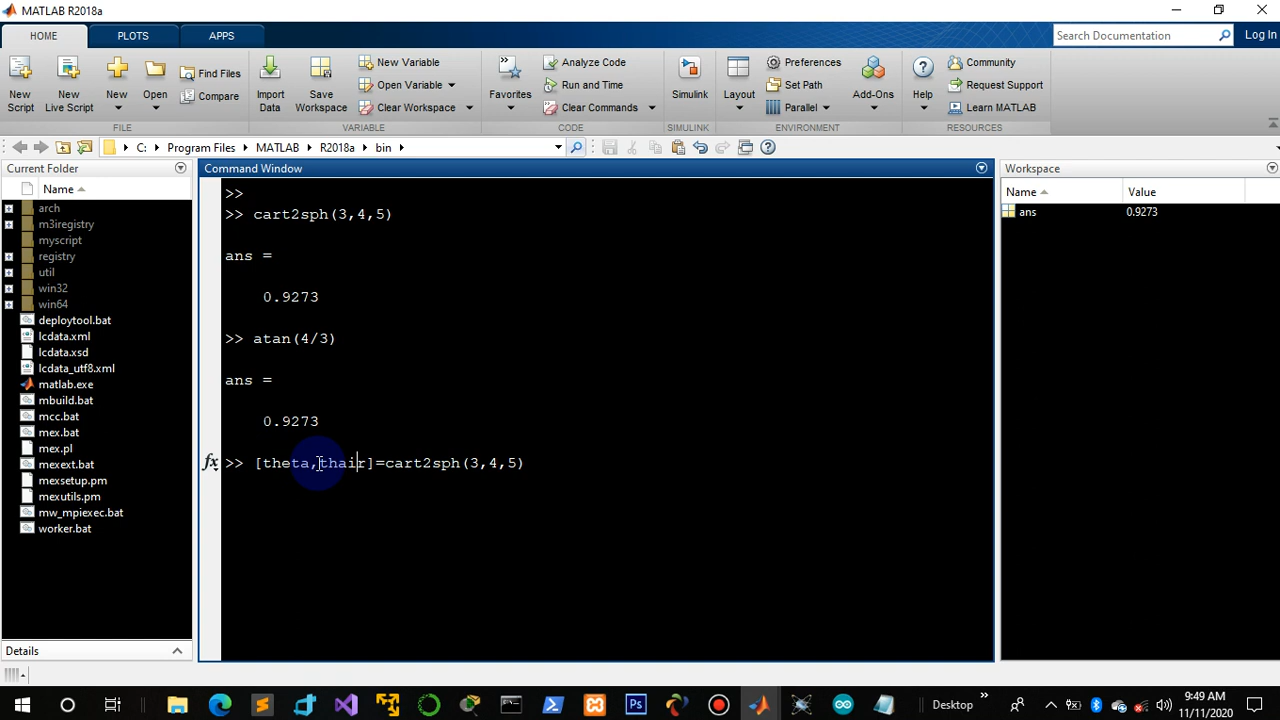 MATLAB R2018a
HOME PLOTS APPS
Search Documentation Log In
New Script
New Live Script
New
Open
Find Files
Compare
FILE
Import Data
Save Workspace
New Variable
Open Variable
Clear Workspace
VARIABLE
Favorites
Analyze Code
Run and Time
Clear Commands
CODE
Simulink
SIMULINK
Layout
Preferences
Set Path
Parallel
Add-Ons
ENVIRONMENT
Help
Community
Request Support
Learn MATLAB
RESOURCES
C: Program Files MATLAB R2018a bin
Current Folder
Name
arch
m3iregistry
myscript
registry
util
win32
win64
deploytool.bat
lcdata.xml
lcdata.xsd
lcdata_utf8.xml
matlab.exe
mbuild.bat
mcc.bat
mex.bat
mex.pl
mexext.bat
mexsetup.pm
mexutils.pm
mw_mpiexec.bat
worker.bat
Details
Command Window
>>
>> cart2sph(3,4,5)
ans =
0.9273
>> atan(4/3)
ans =
0.9273
fx >> [theta,thair]=cart2sph(3,4,5)
Workspace
Name Value
ans 0.9273
Desktop
9:49 AM
11/11/2020